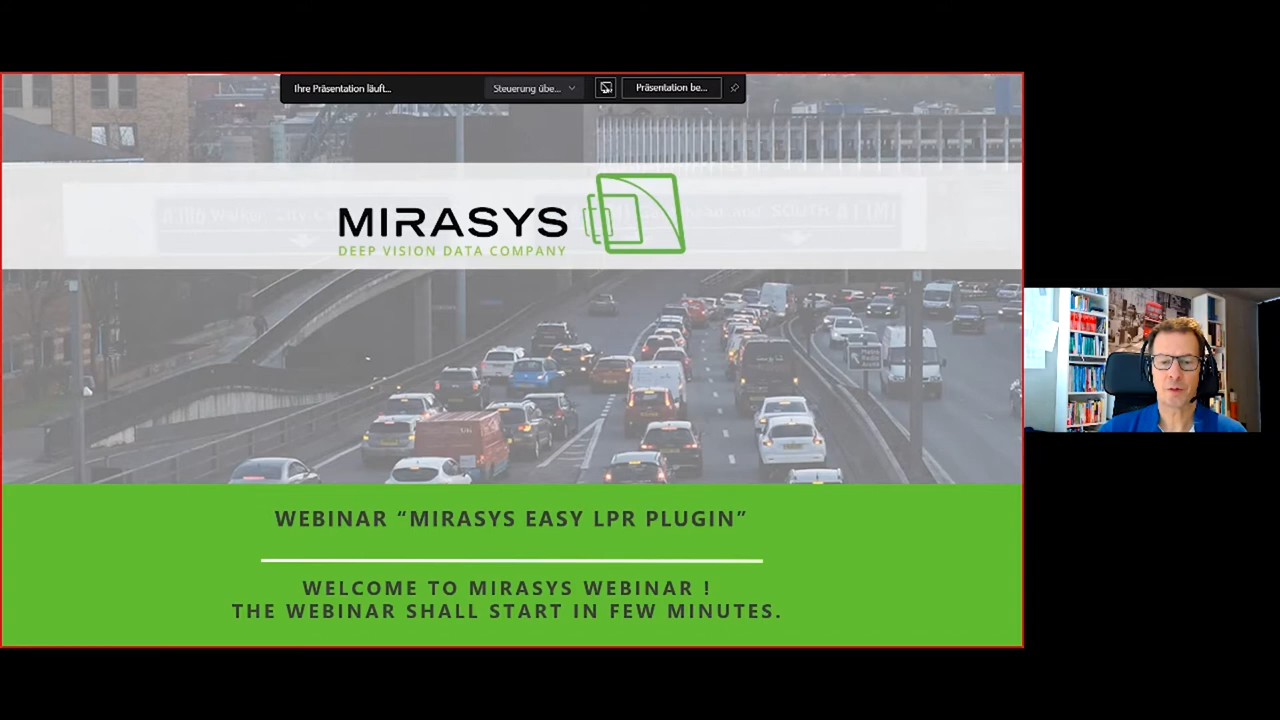 Ihre Präsentation läuft...
Steuerung übe...
Präsentation be...
MIRASYS
DEEP VISION DATA COMPANY
WEBINAR “MIRASYS EASY LPR PLUGIN”
WELCOME TO MIRASYS WEBINAR !
THE WEBINAR SHALL START IN FEW MINUTES.